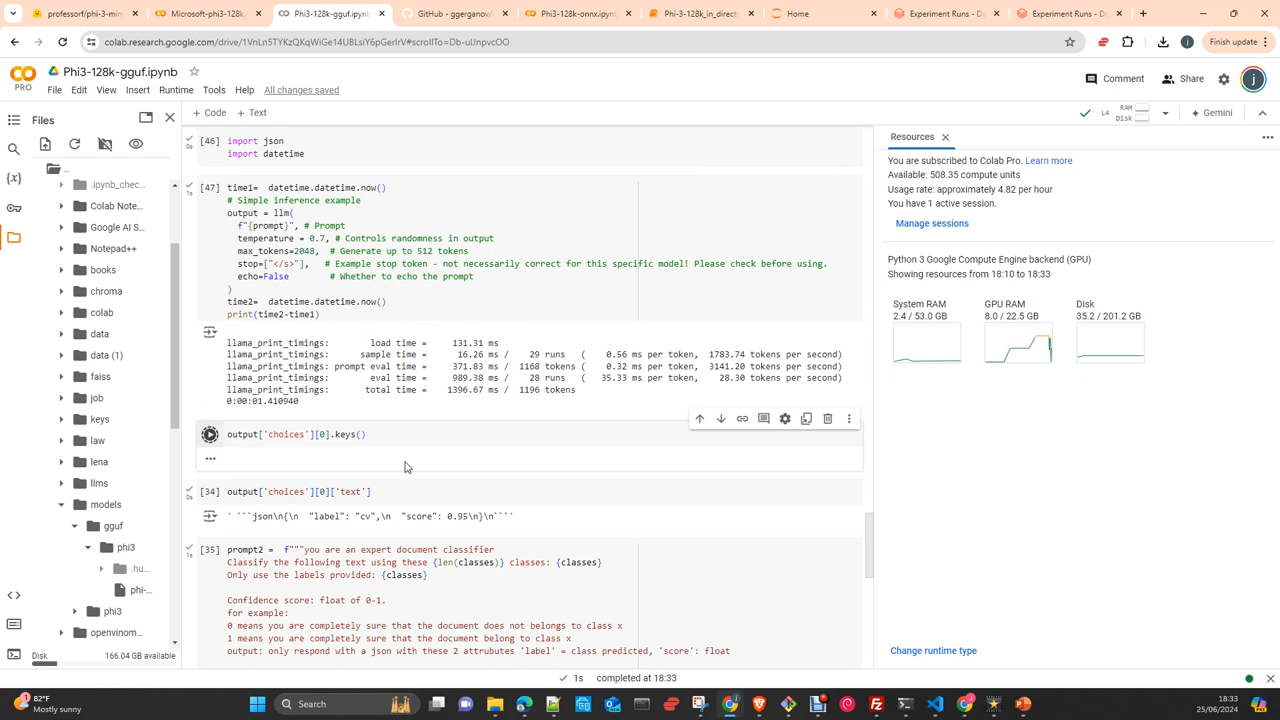 professorf/phi-3-min
Microsoft-phi3-128k.
Phi3-128k-gguf.ipynb
GitHub - ggerganov/l
Phi3-128k-onnx.ipyn
Phi3-128k_in_directr
Home
Experiment Runs - De
Experiment Runs - De
colab.research.google.com/drive/1VnLn5TYKzQKqWiGe14UBLsiY6pGerIrV#scrollTo=Db-ulJnpvcOO
Finish update
PRO
Phi3-128k-gguf.ipynb
File Edit View Insert Runtime Tools Help All changes saved
Comment
Share
j
Files
+ Code + Text
L4
RAM
Disk
Gemini
..
.ipynb_chec...
Colab Note...
Google AI S...
Notepad++
books
chroma
colab
data
data (1)
faiss
job
keys
law
lena
llms
models
gguf
phi3
.hu...
phi-...
phi3
openvinom...
Disk
166.04 GB available
[46] import json
import datetime
[47] time1= datetime.datetime.now()
# Simple inference example
output = llm(
f"{prompt}", # Prompt
temperature = 0.7, # Controls randomness in output
max_tokens=2048, # Generate up to 512 tokens
stop=["</s>"], # Example stop token - not necessarily correct for this specific model! Please check before using.
echo=False # Whether to echo the prompt
)
time2= datetime.datetime.now()
print(time2-time1)
llama_print_timings: load time = 131.31 ms
llama_print_timings: sample time = 16.26 ms / 29 runs ( 0.56 ms per token, 1783.74 tokens per second)
llama_print_timings: prompt eval time = 371.83 ms / 1168 tokens ( 0.32 ms per token, 3141.20 tokens per second)
llama_print_timings: eval time = 989.38 ms / 28 runs ( 35.33 ms per token, 28.30 tokens per second)
llama_print_timings: total time = 1396.67 ms / 1196 tokens
0:00:01.410940
output['choices'][0].keys()
...
[34] output['choices'][0]['text']
' ```json\n{\n "label": "cv",\n "score": 0.95\n}\n```'
[35] prompt2 = f"""you are an expert document classifier
Classify the following text using these {len(classes)} classes: {classes}
Only use the labels provided: {classes}
Confidence score: float of 0-1.
for example:
0 means you are completely sure that the document does not belongs to class x
1 means you are completely sure that the document belong to class x
output: only respond with a json with these 2 attrubutes 'label' = class predicted, 'score': float
1s completed at 18:33
Resources
You are subscribed to Colab Pro. Learn more
Available: 508.35 compute units
Usage rate: approximately 4.82 per hour
You have 1 active session.
Manage sessions
Python 3 Google Compute Engine backend (GPU)
Showing resources from 18:10 to 18:33
System RAM
2.4 / 53.0 GB
GPU RAM
8.0 / 22.5 GB
Disk
35.2 / 201.2 GB
Change runtime type
82°F
Mostly sunny
Search
18:33
25/06/2024